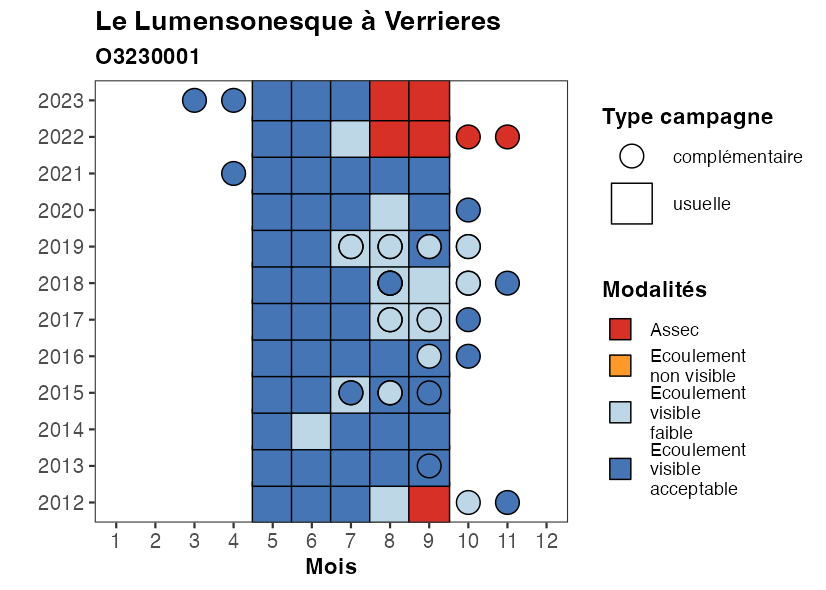 Le Lumensonesque à Verrieres
O3230001
2023
2022
2021
2020
2019
2018
2017
2016
2015
2014
2013
2012
1 2 3 4 5 6 7 8 9 10 11 12
Mois
Type campagne
complémentaire
usuelle
Modalités
Assec
Ecoulement
non visible
Ecoulement
visible
faible
Ecoulement
visible
acceptable